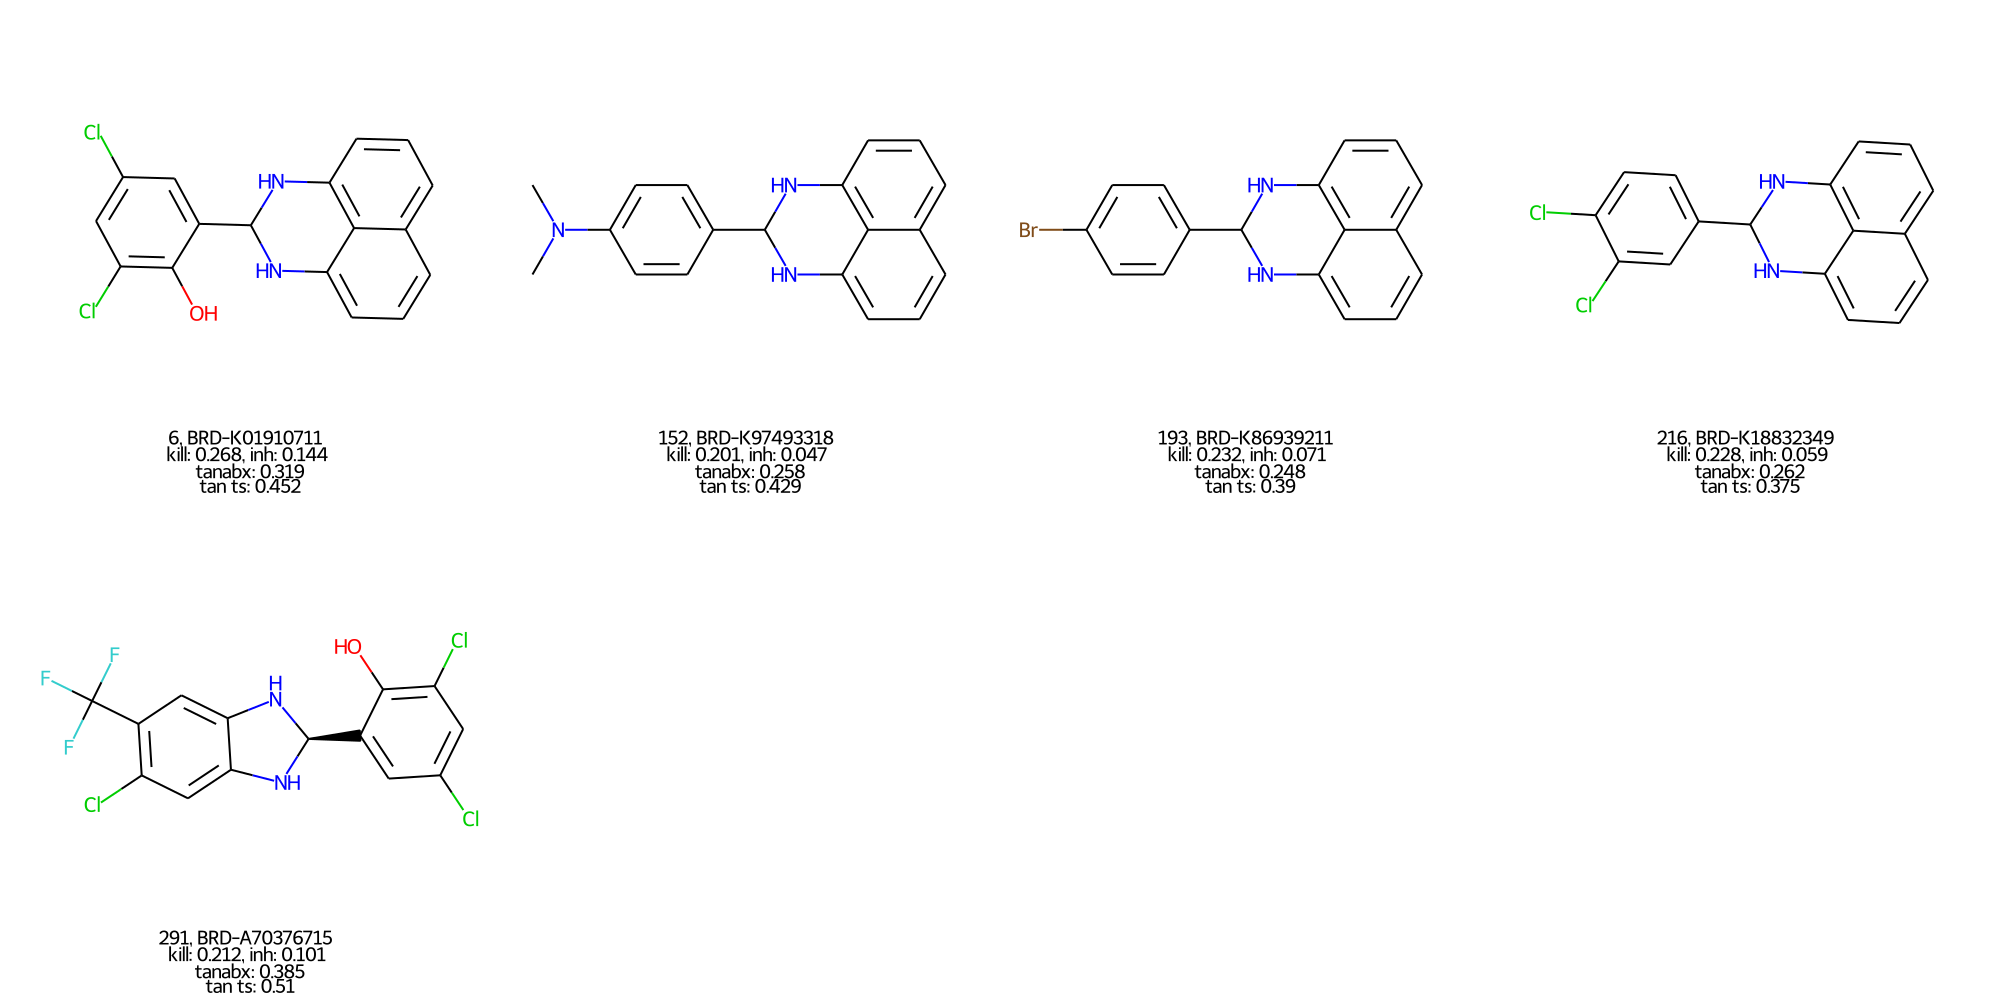 Cl
HN
HN
Cl
OH
N
HN
HN
Br
HN
HN
Cl
Cl
HN
HN
6, BRD-K01910711
kill: 0.268, inh: 0.144
tanabx: 0.319
tan ts: 0.452
152, BRD-K97493318
kill: 0.201, inh: 0.047
tanabx: 0.258
tan ts: 0.429
193, BRD-K86939211
kill: 0.232, inh: 0.071
tanabx: 0.248
tan ts: 0.39
216, BRD-K18832349
kill: 0.228, inh: 0.059
tanabx: 0.262
tan ts: 0.375
HO
Cl
F
F
F
H
N
NH
Cl
Cl
291, BRD-A70376715
kill: 0.212, inh: 0.101
tanabx: 0.385
tan ts: 0.51